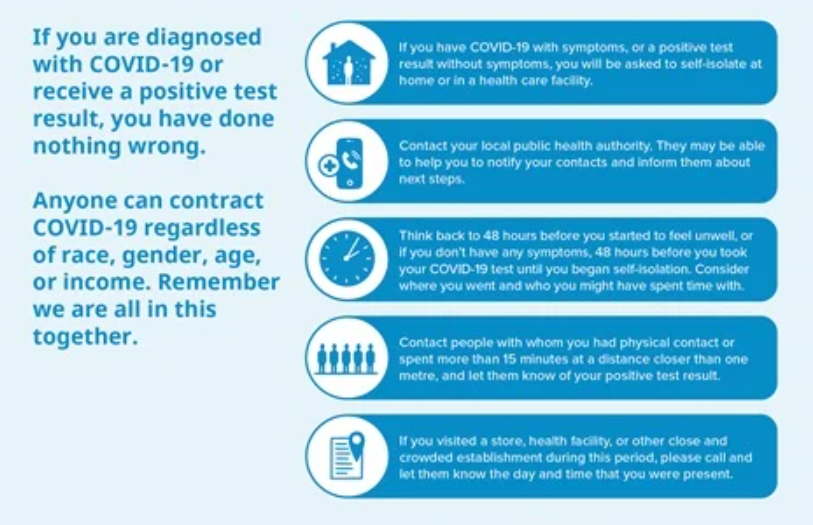 If you are diagnosed
with COVID-19 or
receive a positive test
result, you have done
nothing wrong.
Anyone can contract
COVID-19 regardless
of race, gender, age,
or income. Remember
we are all in this
together.
If you have COVID-19 with symptoms, or a positive test
result without symptoms, you will be asked to self-isolate at
home or in a health care facility.
Contact your local public health authority. They may be able
to help you to notify your contacts and inform them about
next steps.
Think back to 48 hours before you started to feel unwell, or
if you don't have any symptoms, 48 hours before you took
your COVID-19 test until you began self-isolation. Consider
where you went and who you might have spent time with.
Contact people with whom you had physical contact or
spent more than 15 minutes at a distance closer than one
metre, and let them know of your positive test result.
If you visited a store, health facility, or other close and
crowded establishment during this period, please call and
let them know the day and time that you were present.